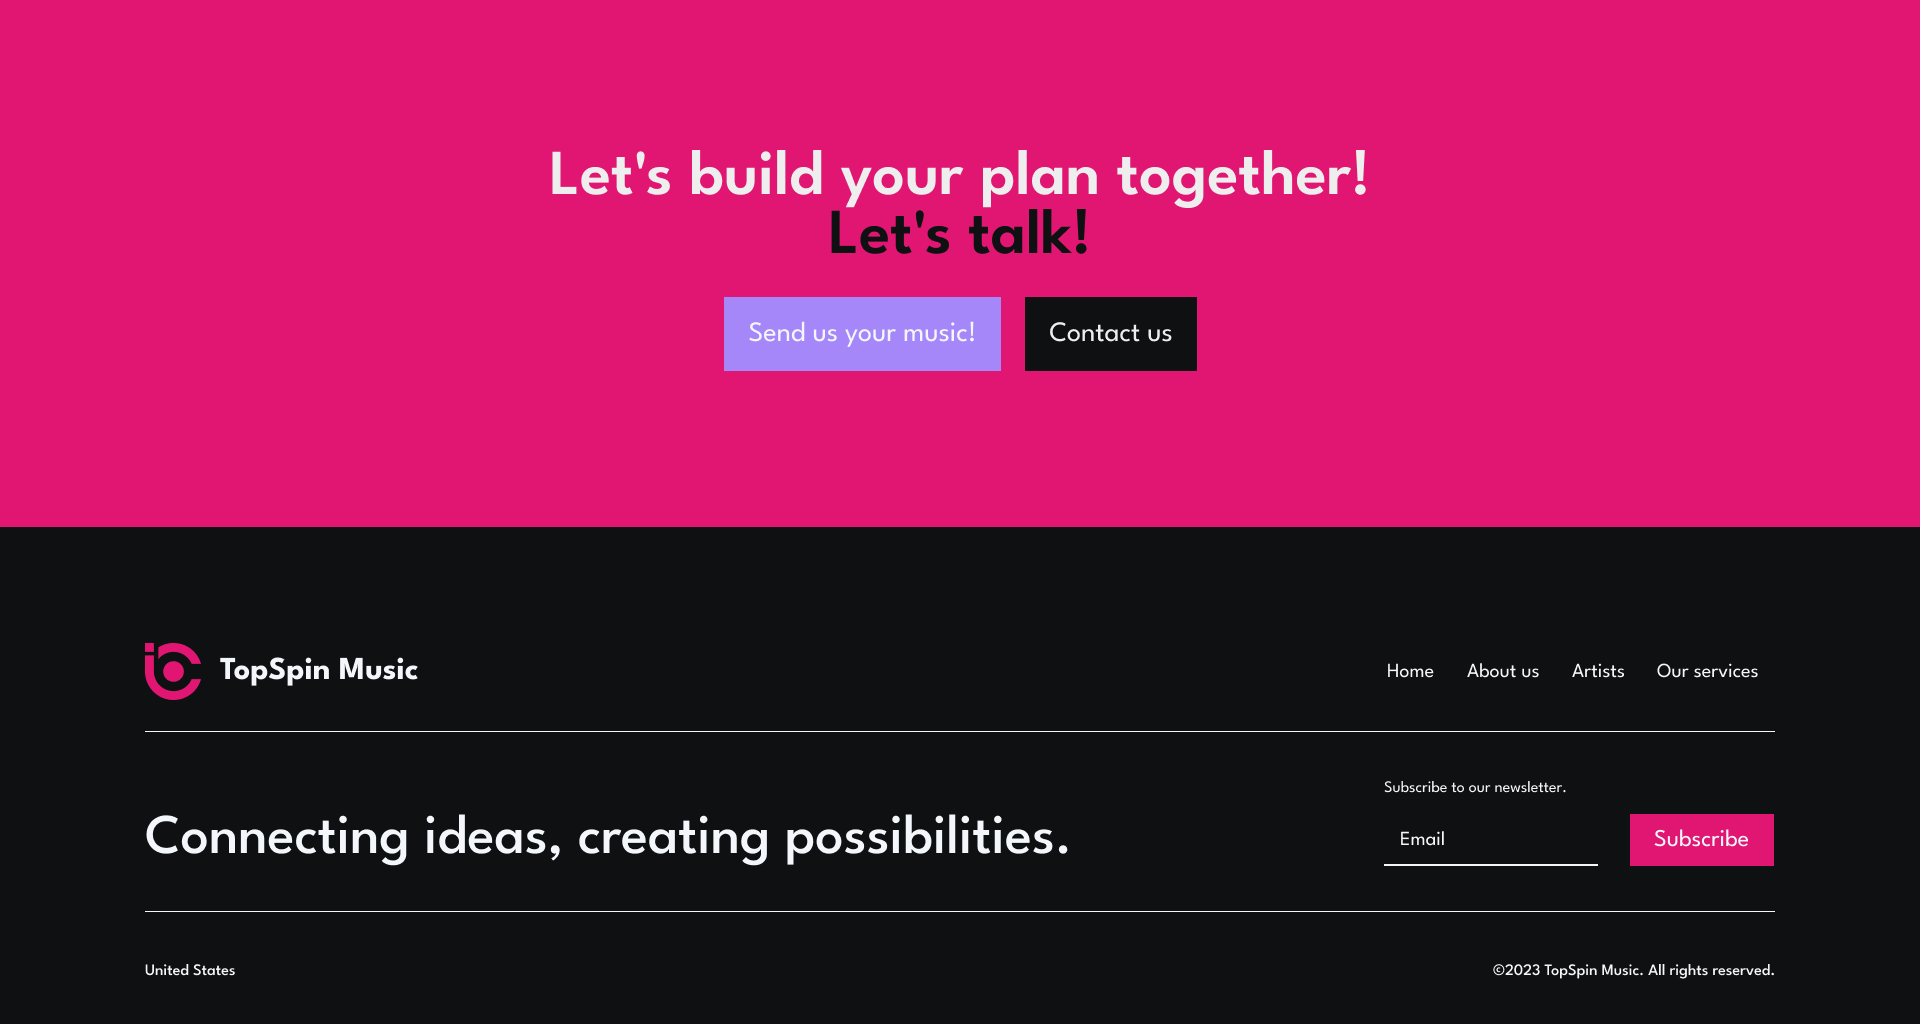 Let's build your plan together!
Let's talk!
Send us your music!
Contact us
TopSpin Music
Home
About us
Artists
Our services
Connecting ideas, creating possibilities.
Subscribe to our newsletter.
Email
Subscribe
United States
©2023 TopSpin Music. All rights reserved.